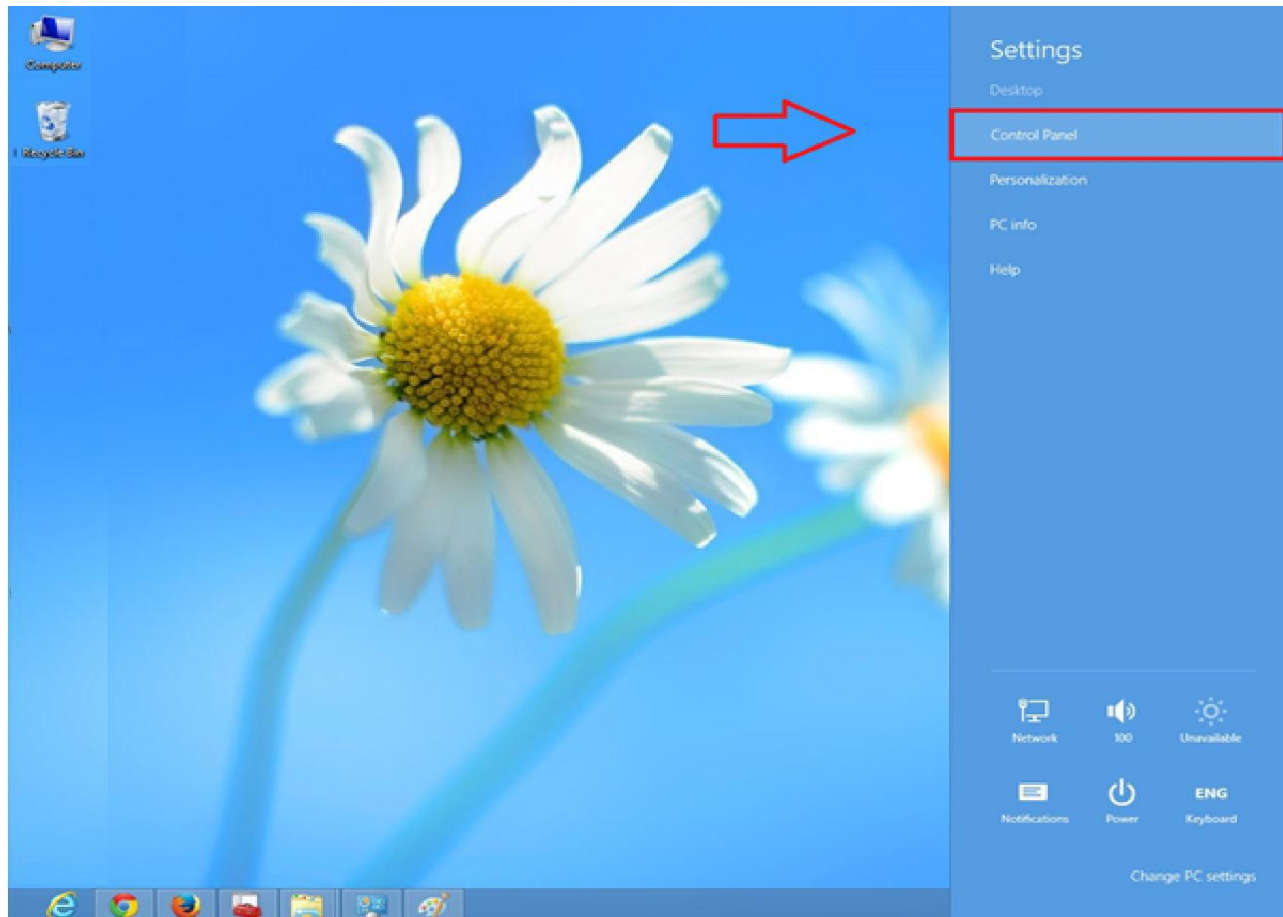 Computer
Recycle Bin
Settings
Desktop
Control Panel
Personalization
PC info
Help
Network
100
Unavailable
Notifications
Power
ENG
Keyboard
Change PC settings